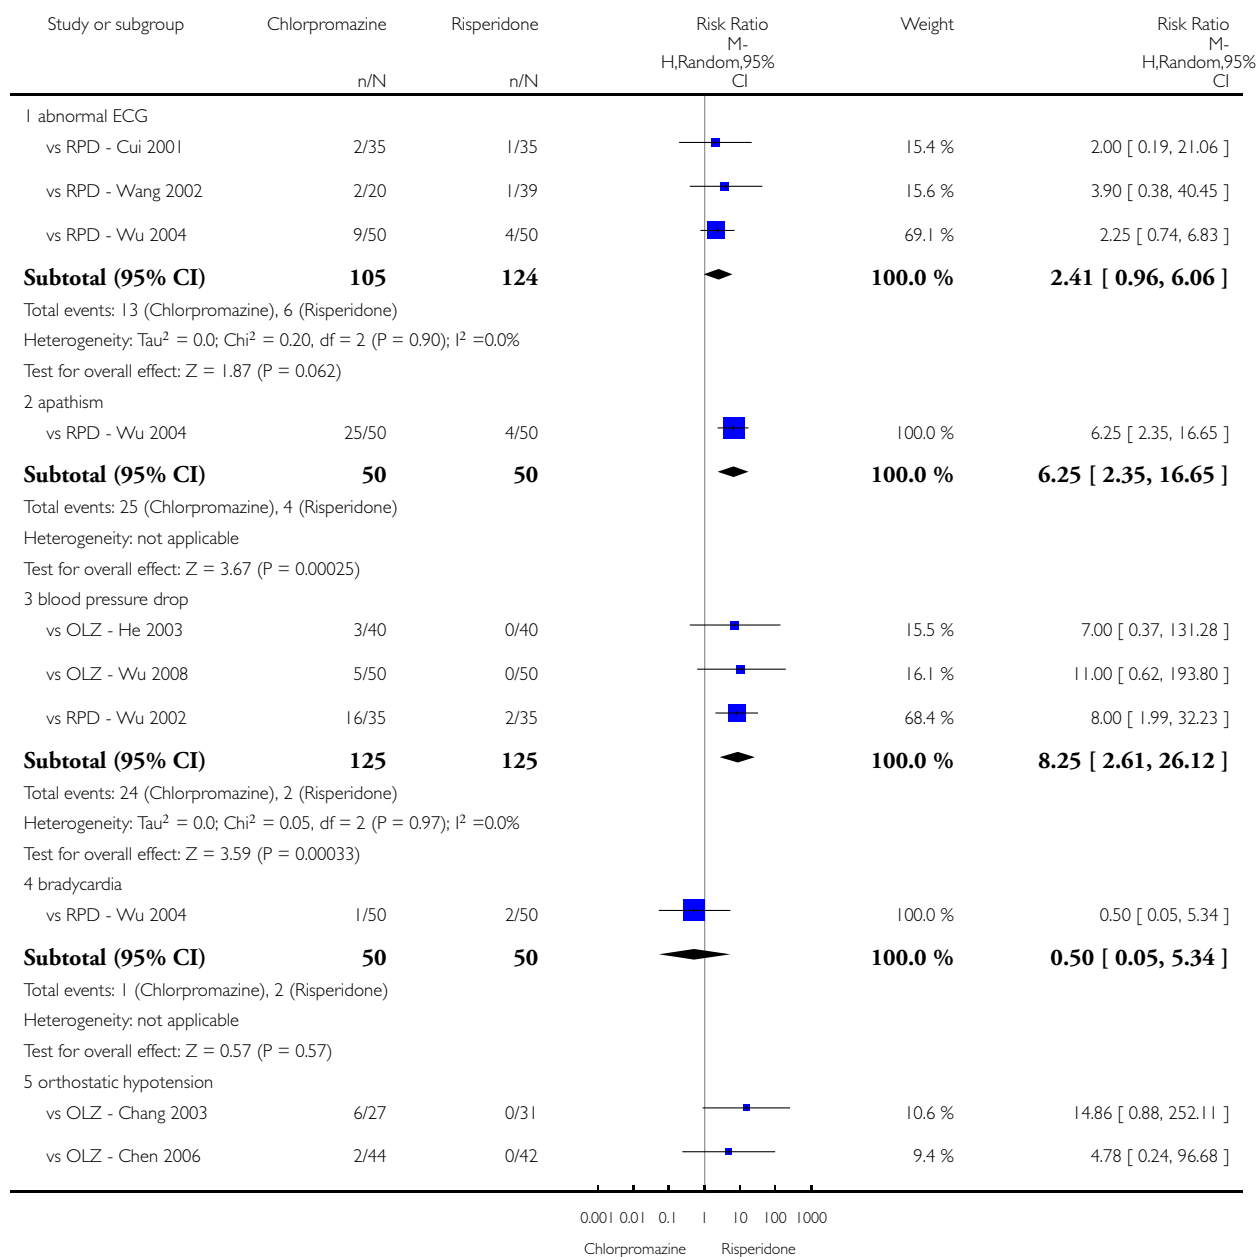 Study or subgroup Chlorpromazine Risperidone Risk Ratio Weight Risk Ratio
M- M-
H,Random,95% H,Random,95%
n/N n/N CI CI
1 abnormal ECG
vs RPD - Cui 2001 2/35 1/35 15.4 % 2.00 [ 0.19, 21.06 ]
vs RPD - Wang 2002 2/20 1/39 15.6 % 3.90 [ 0.38, 40.45 ]
vs RPD - Wu 2004 9/50 4/50 69.1 % 2.25 [ 0.74, 6.83 ]
Subtotal (95% CI) 105 124 100.0 % 2.41 [ 0.96, 6.06 ]
Total events: 13 (Chlorpromazine), 6 (Risperidone)
Heterogeneity: Tau² = 0.0; Chi² = 0.20, df = 2 (P = 0.90); I² =0.0%
Test for overall effect: Z = 1.87 (P = 0.062)
2 apathism
vs RPD - Wu 2004 25/50 4/50 100.0 % 6.25 [ 2.35, 16.65 ]
Subtotal (95% CI) 50 50 100.0 % 6.25 [ 2.35, 16.65 ]
Total events: 25 (Chlorpromazine), 4 (Risperidone)
Heterogeneity: not applicable
Test for overall effect: Z = 3.67 (P = 0.00025)
3 blood pressure drop
vs OLZ - He 2003 3/40 0/40 15.5 % 7.00 [ 0.37, 131.28 ]
vs OLZ - Wu 2008 5/50 0/50 16.1 % 11.00 [ 0.62, 193.80 ]
vs RPD - Wu 2002 16/35 2/35 68.4 % 8.00 [ 1.99, 32.23 ]
Subtotal (95% CI) 125 125 100.0 % 8.25 [ 2.61, 26.12 ]
Total events: 24 (Chlorpromazine), 2 (Risperidone)
Heterogeneity: Tau² = 0.0; Chi² = 0.05, df = 2 (P = 0.97); I² =0.0%
Test for overall effect: Z = 3.59 (P = 0.00033)
4 bradycardia
vs RPD - Wu 2004 1/50 2/50 100.0 % 0.50 [ 0.05, 5.34 ]
Subtotal (95% CI) 50 50 100.0 % 0.50 [ 0.05, 5.34 ]
Total events: 1 (Chlorpromazine), 2 (Risperidone)
Heterogeneity: not applicable
Test for overall effect: Z = 0.57 (P = 0.57)
5 orthostatic hypotension
vs OLZ - Chang 2003 6/27 0/31 10.6 % 14.86 [ 0.88, 252.11 ]
vs OLZ - Chen 2006 2/44 0/42 9.4 % 4.78 [ 0.24, 96.68 ]
0.001 0.01 0.1 1 10 100 1000
Chlorpromazine Risperidone